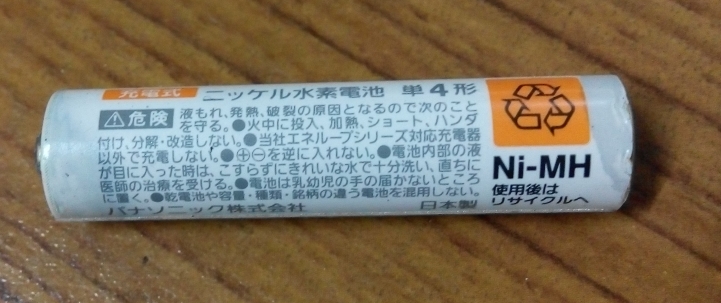 充電式 ニッケル水素電池 単4形
⚠危険 液もれ、発熱、破裂の原因となるので次のこと
を守る。●火中に投入、加熱、ショート、ハンダ
付け、分解・改造しない。●当社エネループシリーズ対応充電器
以外で充電しない。●⊕⊖を逆に入れない。●電池内部の液
が目に入った時は、こすらずにきれいな水で十分洗い、直ちに
医師の治療を受ける。●電池は乳幼児の手の届かないところ
に置く。●乾電池や容量・種類・銘柄の違う電池を混用しない。
パナソニック株式会社 日本製
Ni-MH
使用後は
リサイクルへ